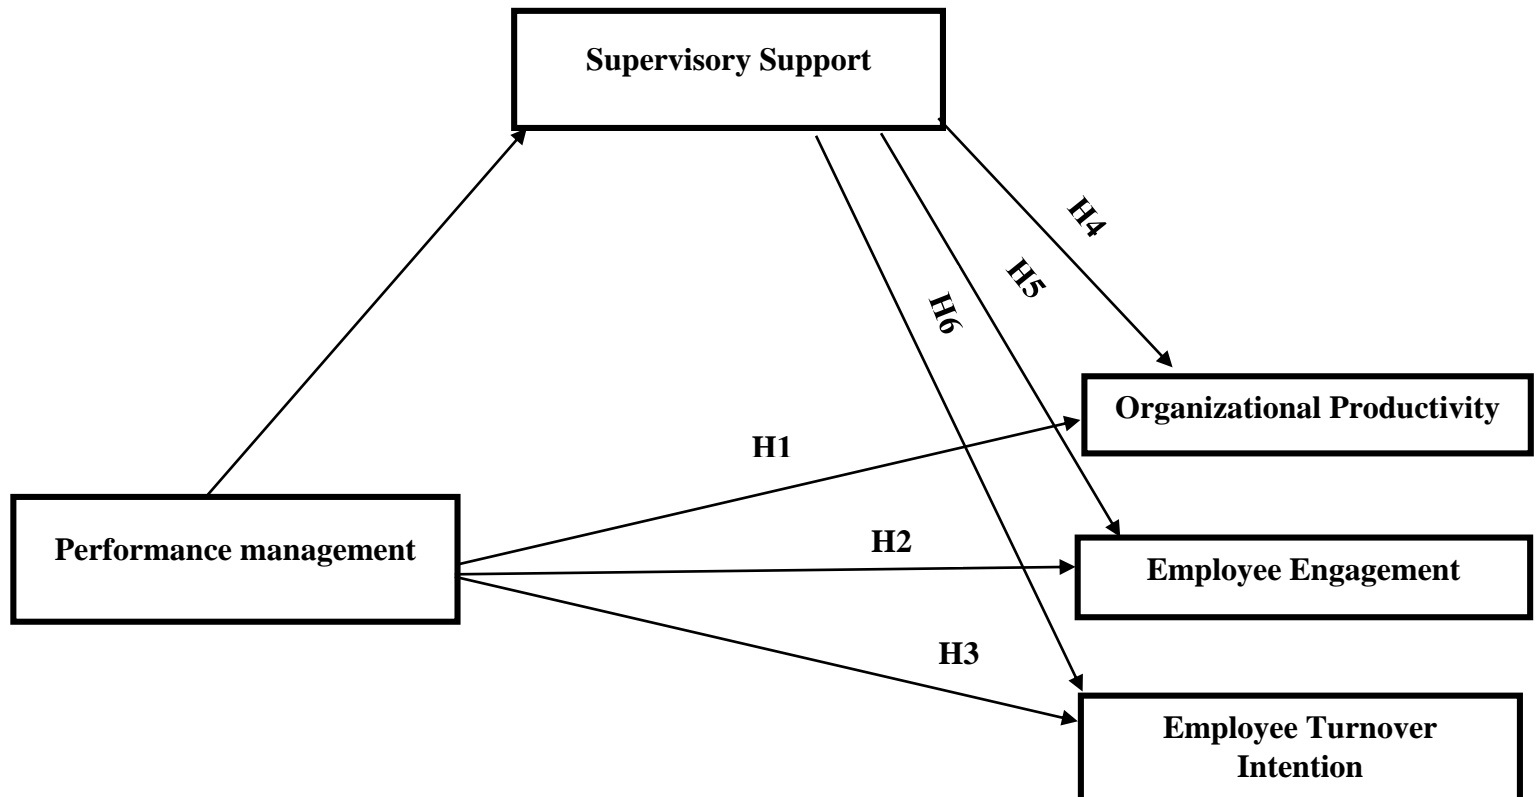 Supervisory Support
H4
H5
H6
Organizational Productivity
H1
Performance management
H2
Employee Engagement
H3
Employee Turnover
Intention